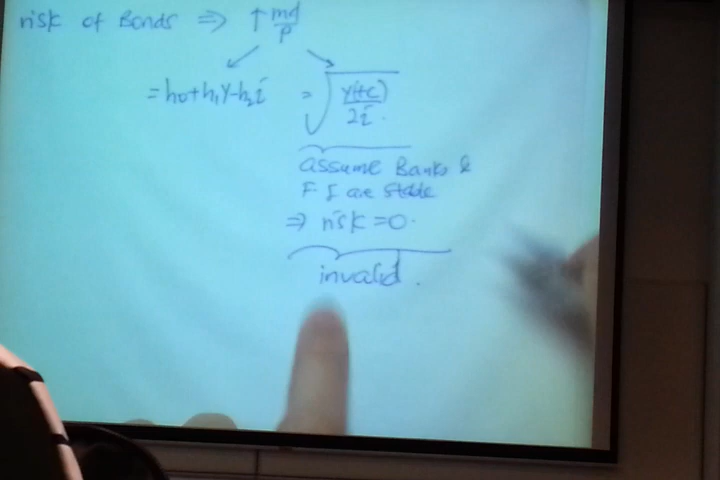 risk of Bonds ⇒ ↑ md/P
= h0+h1Y-h2i = √(Y(tc)/2i)
assume Banks &
F.I are stable
⇒ risk =0.
invalid.